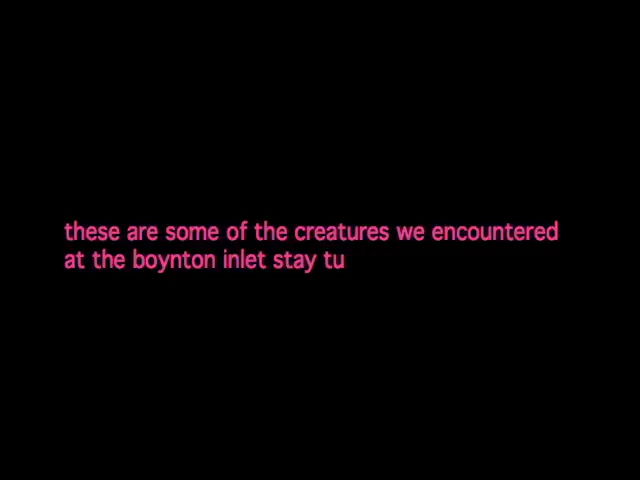 these are some of the creatures we encountered
at the boynton inlet stay tu